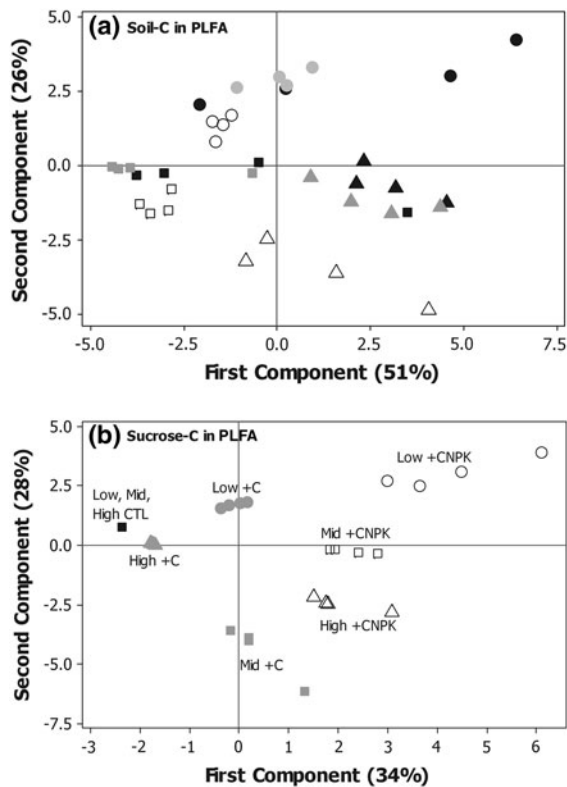 (a) Soil-C in PLFA
Second Component (26%)
5.0
2.5
0.0
-2.5
-5.0
-5.0 -2.5 0.0 2.5 5.0 7.5
First Component (51%)
(b) Sucrose-C in PLFA
Second Component (28%)
5.0
2.5
0.0
-2.5
-5.0
-7.5
Low +CNPK
Low, Mid,
High CTL
Low +C
Mid +CNPK
High +C
High +CNPK
Mid +C
-3 -2 -1 0 1 2 3 4 5 6
First Component (34%)